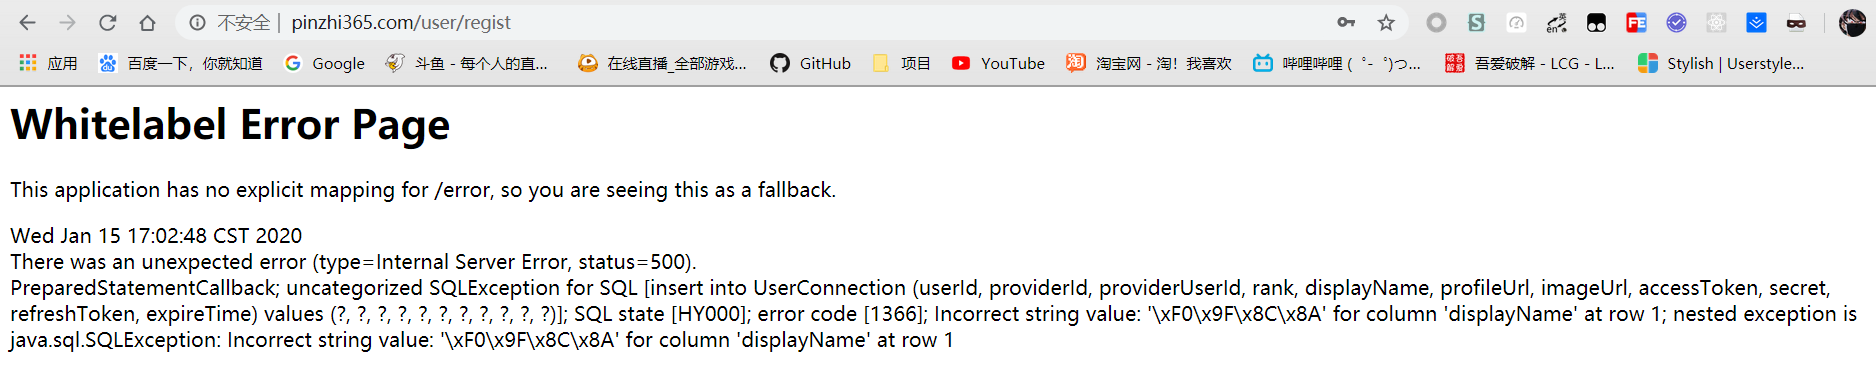 不安全 | pinzhi365.com/user/regist
英
en
FE
应用 百度一下，你就知道 Google 斗鱼 - 每个人的直... 在线直播_全部游戏... GitHub 项目 YouTube 淘 淘宝网 - 淘！我喜欢 哔哩哔哩 ( ゜- ゜)つ... 吾爱破解 - LCG - L... Stylish | Userstyle...
Whitelabel Error Page
This application has no explicit mapping for /error, so you are seeing this as a fallback.
Wed Jan 15 17:02:48 CST 2020
There was an unexpected error (type=Internal Server Error, status=500).
PreparedStatementCallback; uncategorized SQLException for SQL [insert into UserConnection (userId, providerId, providerUserId, rank, displayName, profileUrl, imageUrl, accessToken, secret,
refreshToken, expireTime) values (?, ?, ?, ?, ?, ?, ?, ?, ?, ?, ?)]; SQL state [HY000]; error code [1366]; Incorrect string value: '\xF0\x9F\x8C\x8A' for column 'displayName' at row 1; nested exception is
java.sql.SQLException: Incorrect string value: '\xF0\x9F\x8C\x8A' for column 'displayName' at row 1